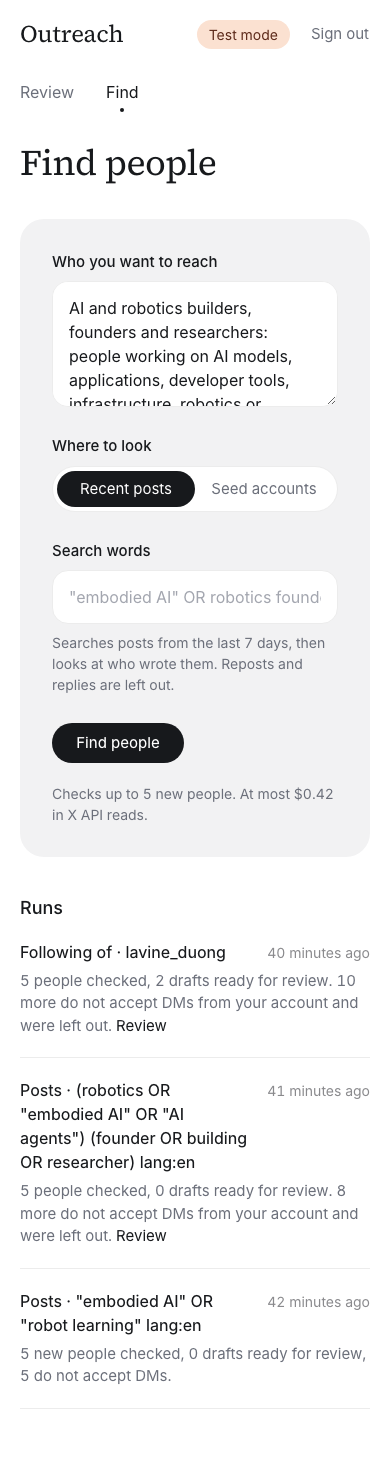 Outreach
Test mode
Sign out
Review
Find
Find people
Who you want to reach
AI and robotics builders,
founders and researchers:
people working on AI models,
applications, developer tools,
infrastructure, robotics or
Where to look
Recent posts
Seed accounts
Search words
"embodied AI" OR robotics found
Searches posts from the last 7 days, then
looks at who wrote them. Reposts and
replies are left out.
Find people
Checks up to 5 new people. At most $0.42
in X API reads.
Runs
Following of · lavine_duong
40 minutes ago
5 people checked, 2 drafts ready for review. 10
more do not accept DMs from your account and
were left out. Review
Posts · (robotics OR
"embodied AI" OR "AI
agents") (founder OR building
OR researcher) lang:en
41 minutes ago
5 people checked, 0 drafts ready for review. 8
more do not accept DMs from your account and
were left out. Review
Posts · "embodied AI" OR
"robot learning" lang:en
42 minutes ago
5 new people checked, 0 drafts ready for review,
5 do not accept DMs.